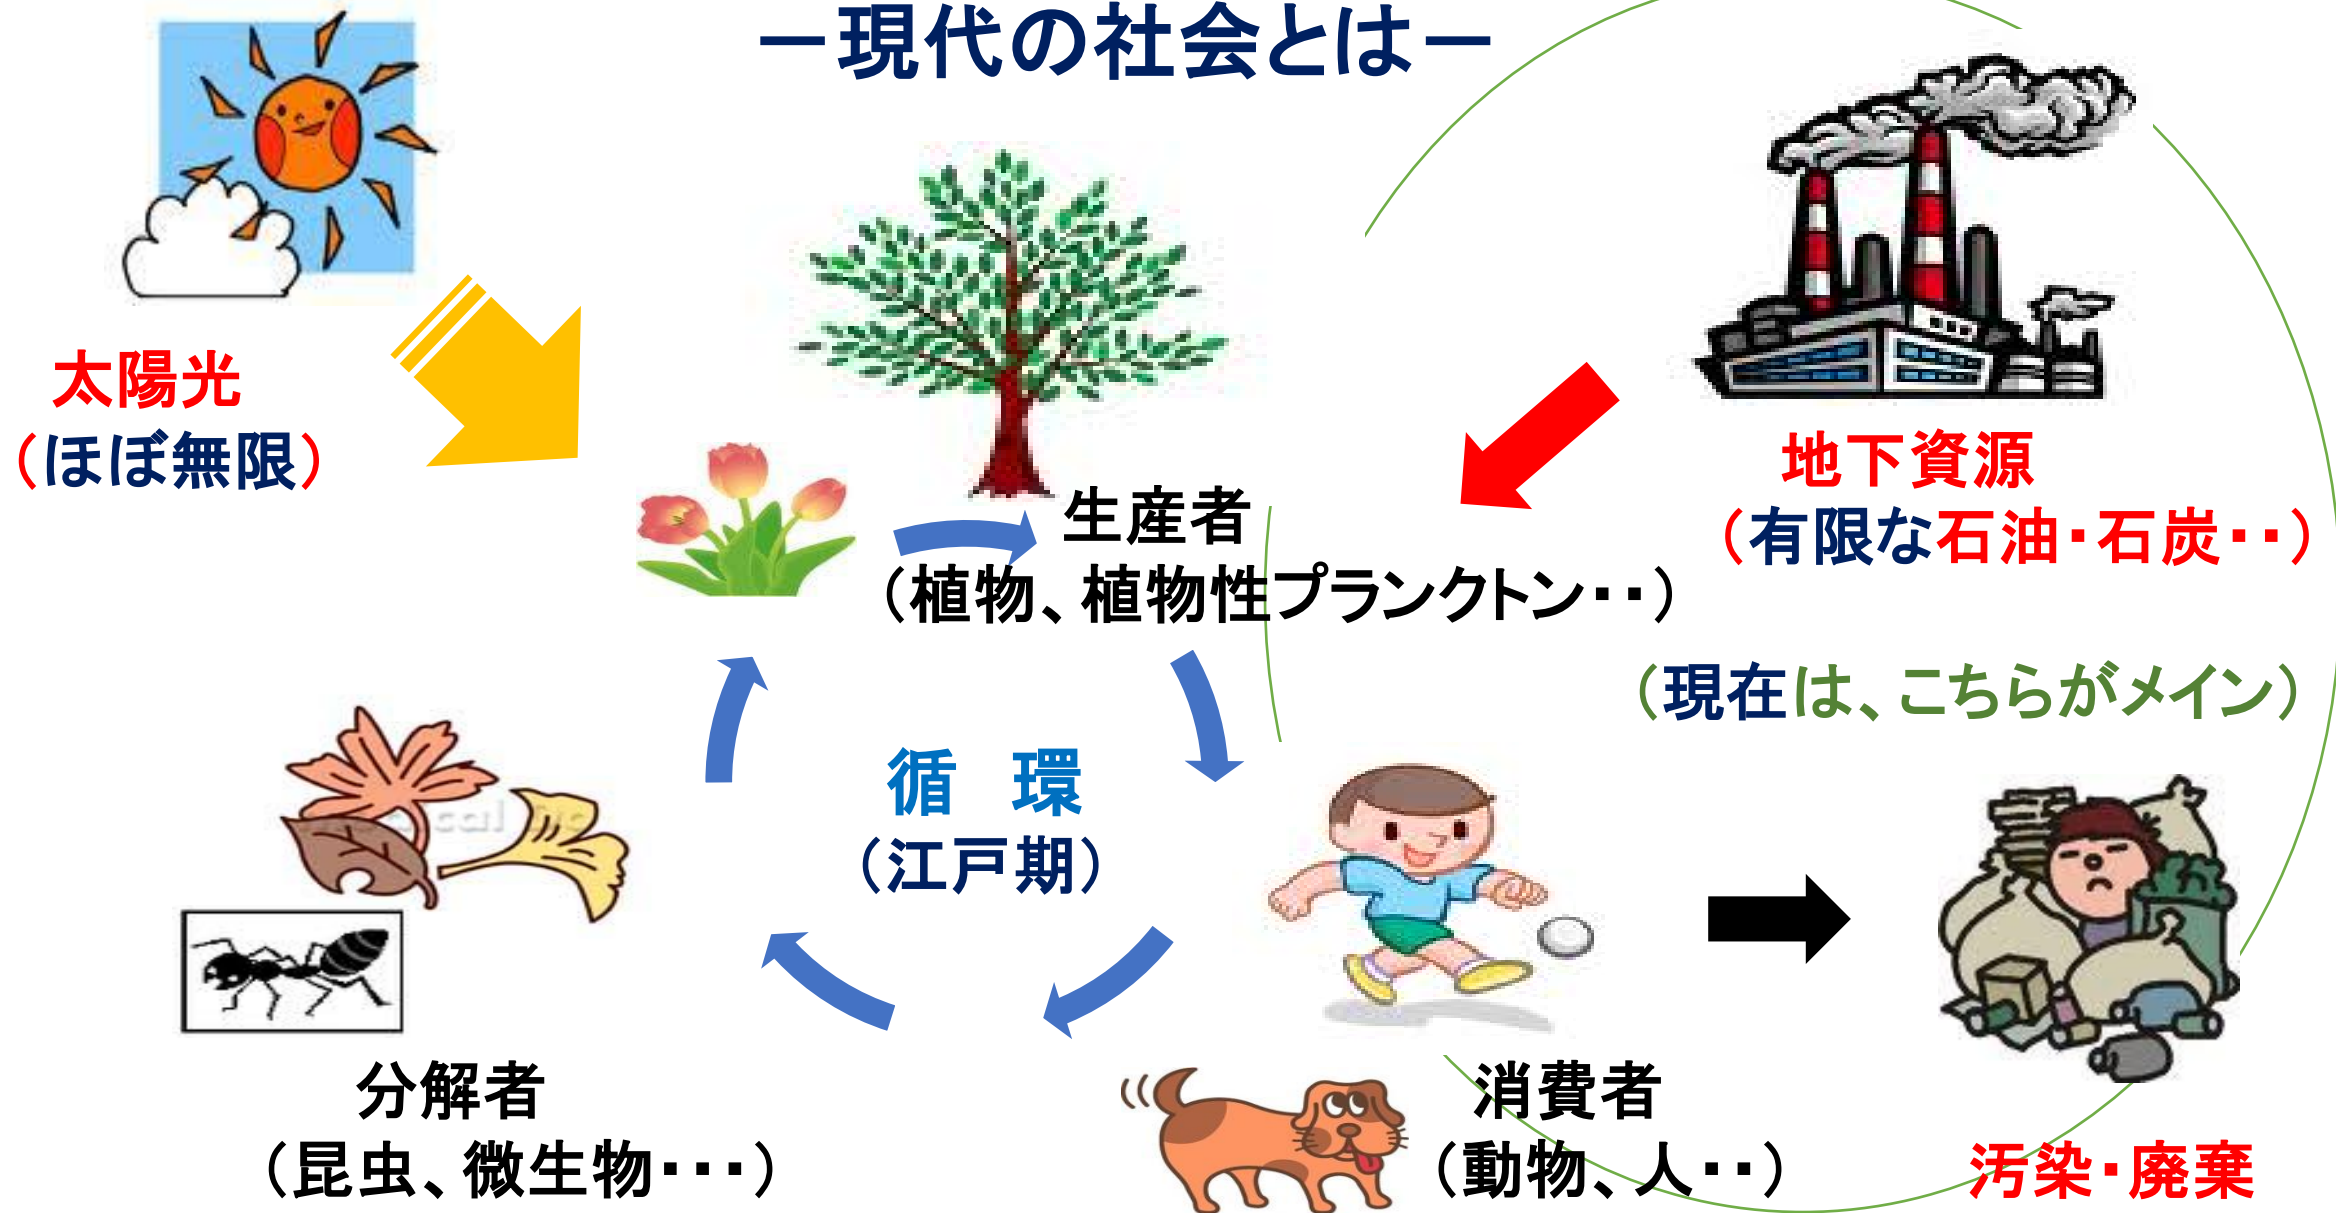 －現代の社会とは－
太陽光
（ほぼ無限）
地下資源
（有限な石油・石炭・・）
生産者
（植物、植物性プランクトン・・）
（現在は、こちらがメイン）
循　環
（江戸期）
分解者
（昆虫、微生物・・・）
消費者
（動物、人・・）
汚染・廃棄